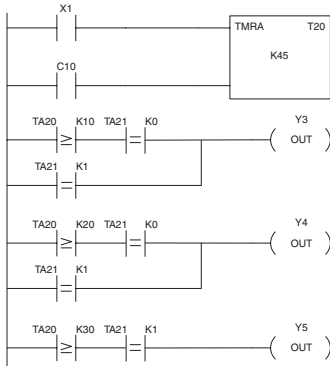 X1
TMRA T20
K45
C10
TA20 K10 TA21 K0 Y3
≥ = OUT
TA21 K1
=
TA20 K20 TA21 K0 Y4
≥ = OUT
TA21 K1
=
TA20 K30 TA21 K1 Y5
≥ = OUT